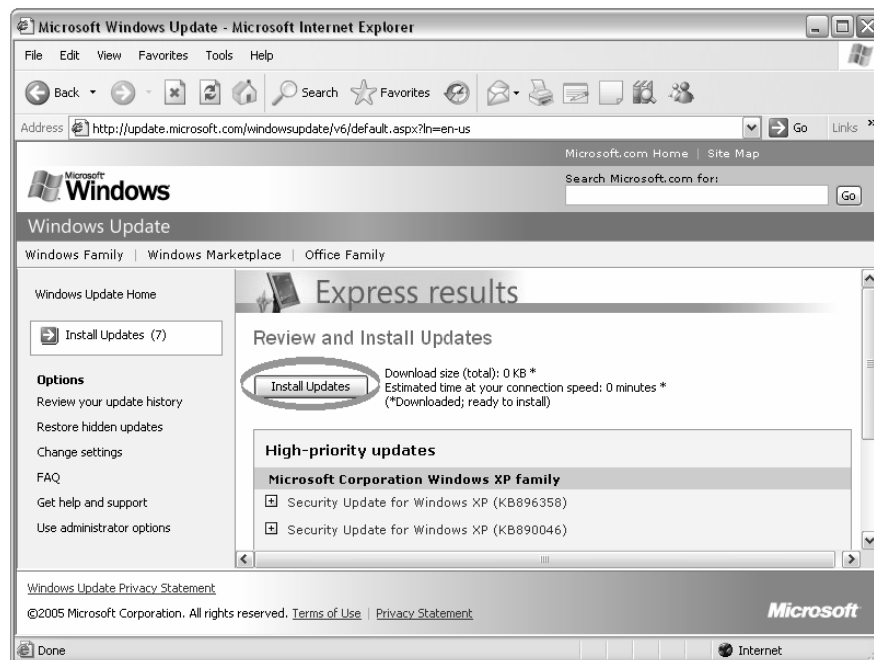 Microsoft Windows Update - Microsoft Internet Explorer
File Edit View Favorites Tools Help
Back Search Favorites
Address http://update.microsoft.com/windowsupdate/v6/default.aspx?ln=en-us Go Links »
Microsoft.com Home | Site Map
Microsoft Windows
Search Microsoft.com for:
Go
Windows Update
Windows Family | Windows Marketplace | Office Family
Windows Update Home
Install Updates (7)
Options
Review your update history
Restore hidden updates
Change settings
FAQ
Get help and support
Use administrator options
Express results
Review and Install Updates
Install Updates
Download size (total): 0 KB *
Estimated time at your connection speed: 0 minutes *
(*Downloaded; ready to install)
High-priority updates
Microsoft Corporation Windows XP family
Security Update for Windows XP (KB896358)
Security Update for Windows XP (KB890046)
Windows Update Privacy Statement
©2005 Microsoft Corporation. All rights reserved. Terms of Use | Privacy Statement
Microsoft
Done Internet